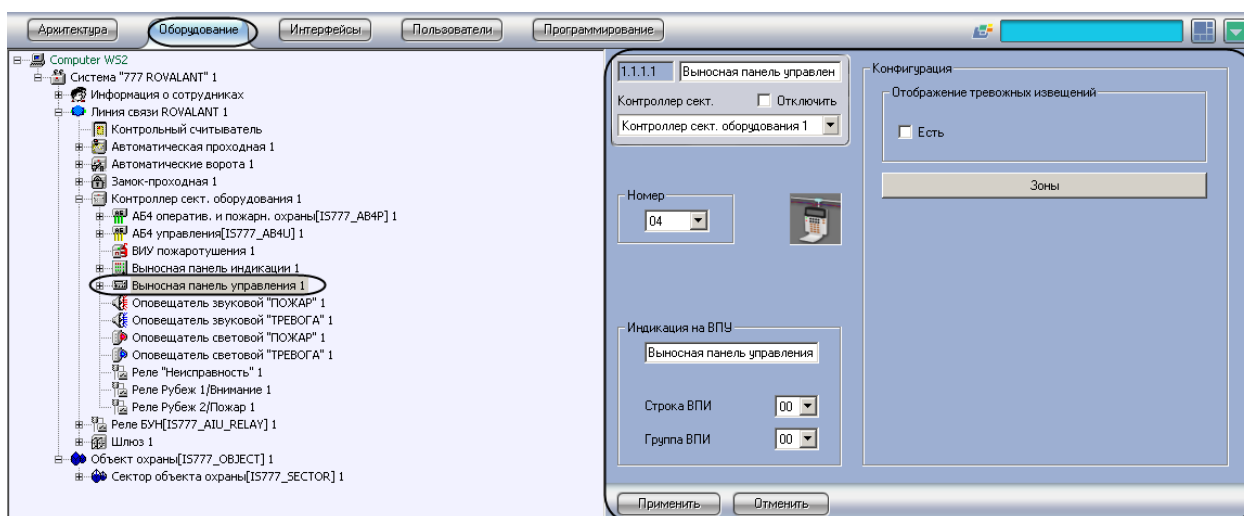 Архитектура
Оборудование
Интерфейсы
Пользователи
Программирование
Computer WS2
Система "777 ROVALANT" 1
Информация о сотрудниках
Линия связи ROVALANT 1
Контрольный считыватель
Автоматическая проходная 1
Автоматические ворота 1
Замок-проходная 1
Контроллер сект. оборудования 1
АБ4 оператив. и пожарн. охраны[IS777_AB4P] 1
АБ4 управления[IS777_AB4U] 1
ВИУ пожаротушения 1
Выносная панель индикации 1
Выносная панель управления 1
Оповещатель звуковой "ПОЖАР" 1
Оповещатель звуковой "ТРЕВОГА" 1
Оповещатель световой "ПОЖАР" 1
Оповещатель световой "ТРЕВОГА" 1
Реле "Неисправность" 1
Реле Рубеж 1/Внимание 1
Реле Рубеж 2/Пожар 1
Реле БУН[IS777_AIU_RELAY] 1
Шлюз 1
Объект охраны[IS777_OBJECT] 1
Сектор объекта охраны[IS777_SECTOR] 1
1.1.1.1 Выносная панель управлен
Контроллер сект. Отключить
Контроллер сект. оборудования 1
Номер
04
Индикация на ВПУ
Выносная панель управления
Строка ВПИ 00
Группа ВПИ 00
Конфигурация
Отображение тревожных извещений
Есть
Зоны
Применить
Отменить